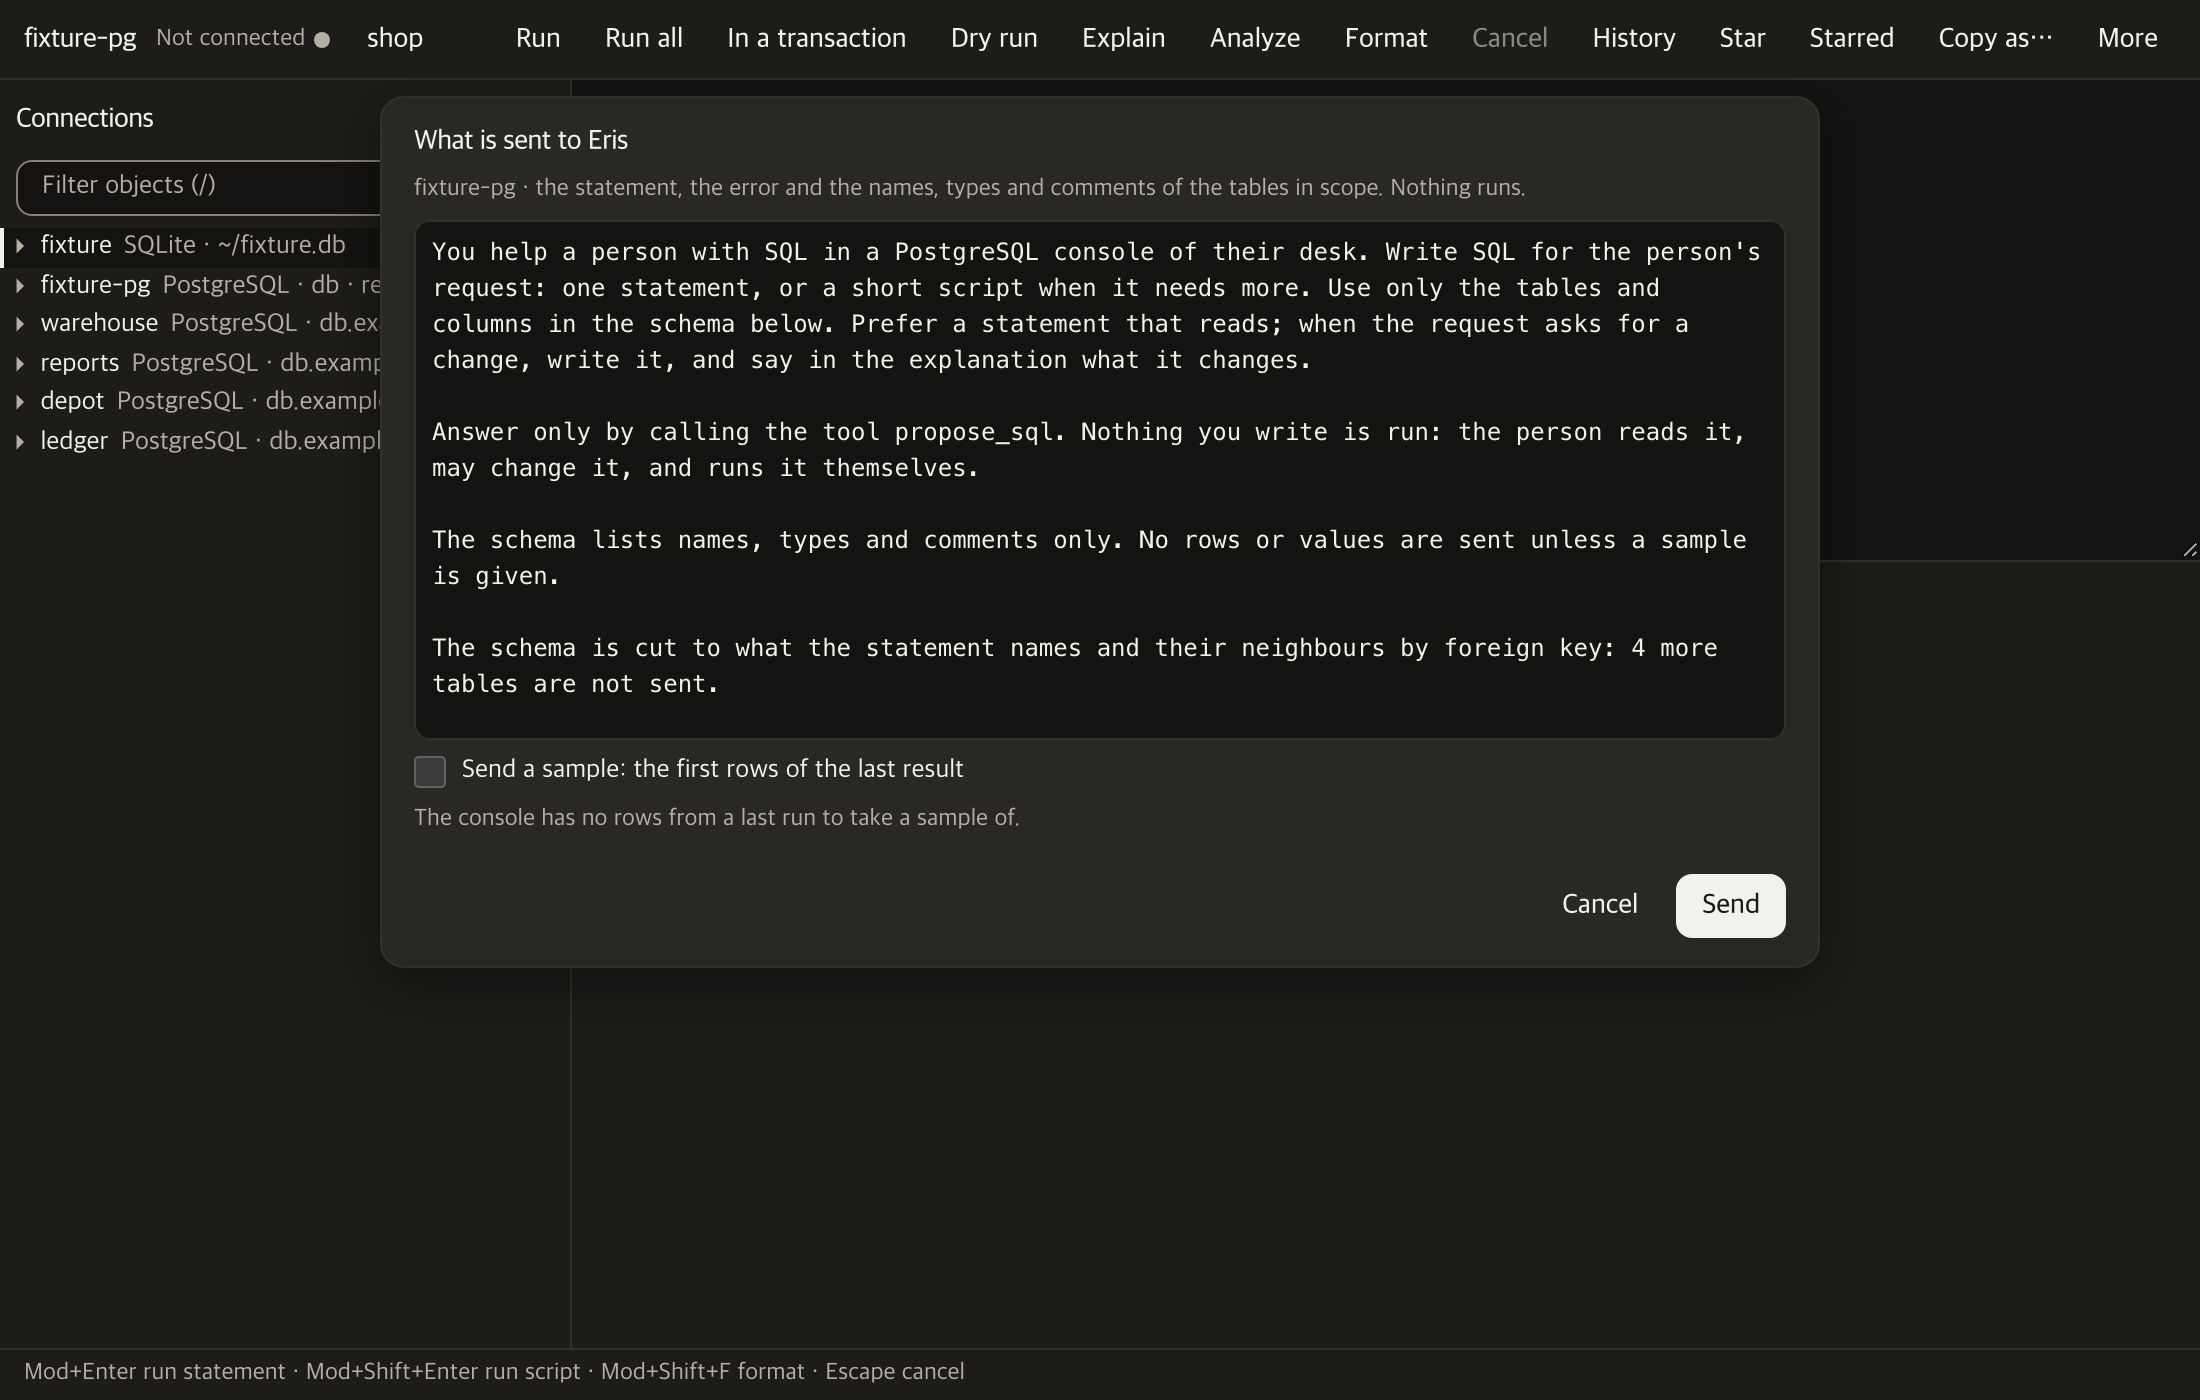 fixture-pg Not connected shop Run Run all In a transaction Dry run Explain Analyze Format Cancel History Star Starred Copy as··· More
Connections
Filter objects (/)
fixture SQLite · ~/fixture.db
fixture-pg PostgreSQL · db · re
warehouse PostgreSQL · db.ex
reports PostgreSQL · db.examp
depot PostgreSQL · db.exampl
ledger PostgreSQL · db.exampl
What is sent to Eris
fixture-pg · the statement, the error and the names, types and comments of the tables in scope. Nothing runs.
You help a person with SQL in a PostgreSQL console of their desk. Write SQL for the person's
request: one statement, or a short script when it needs more. Use only the tables and
columns in the schema below. Prefer a statement that reads; when the request asks for a
change, write it, and say in the explanation what it changes.
Answer only by calling the tool propose_sql. Nothing you write is run: the person reads it,
may change it, and runs it themselves.
The schema lists names, types and comments only. No rows or values are sent unless a sample
is given.
The schema is cut to what the statement names and their neighbours by foreign key: 4 more
tables are not sent.
Send a sample: the first rows of the last result
The console has no rows from a last run to take a sample of.
Cancel Send
Mod+Enter run statement · Mod+Shift+Enter run script · Mod+Shift+F format · Escape cancel